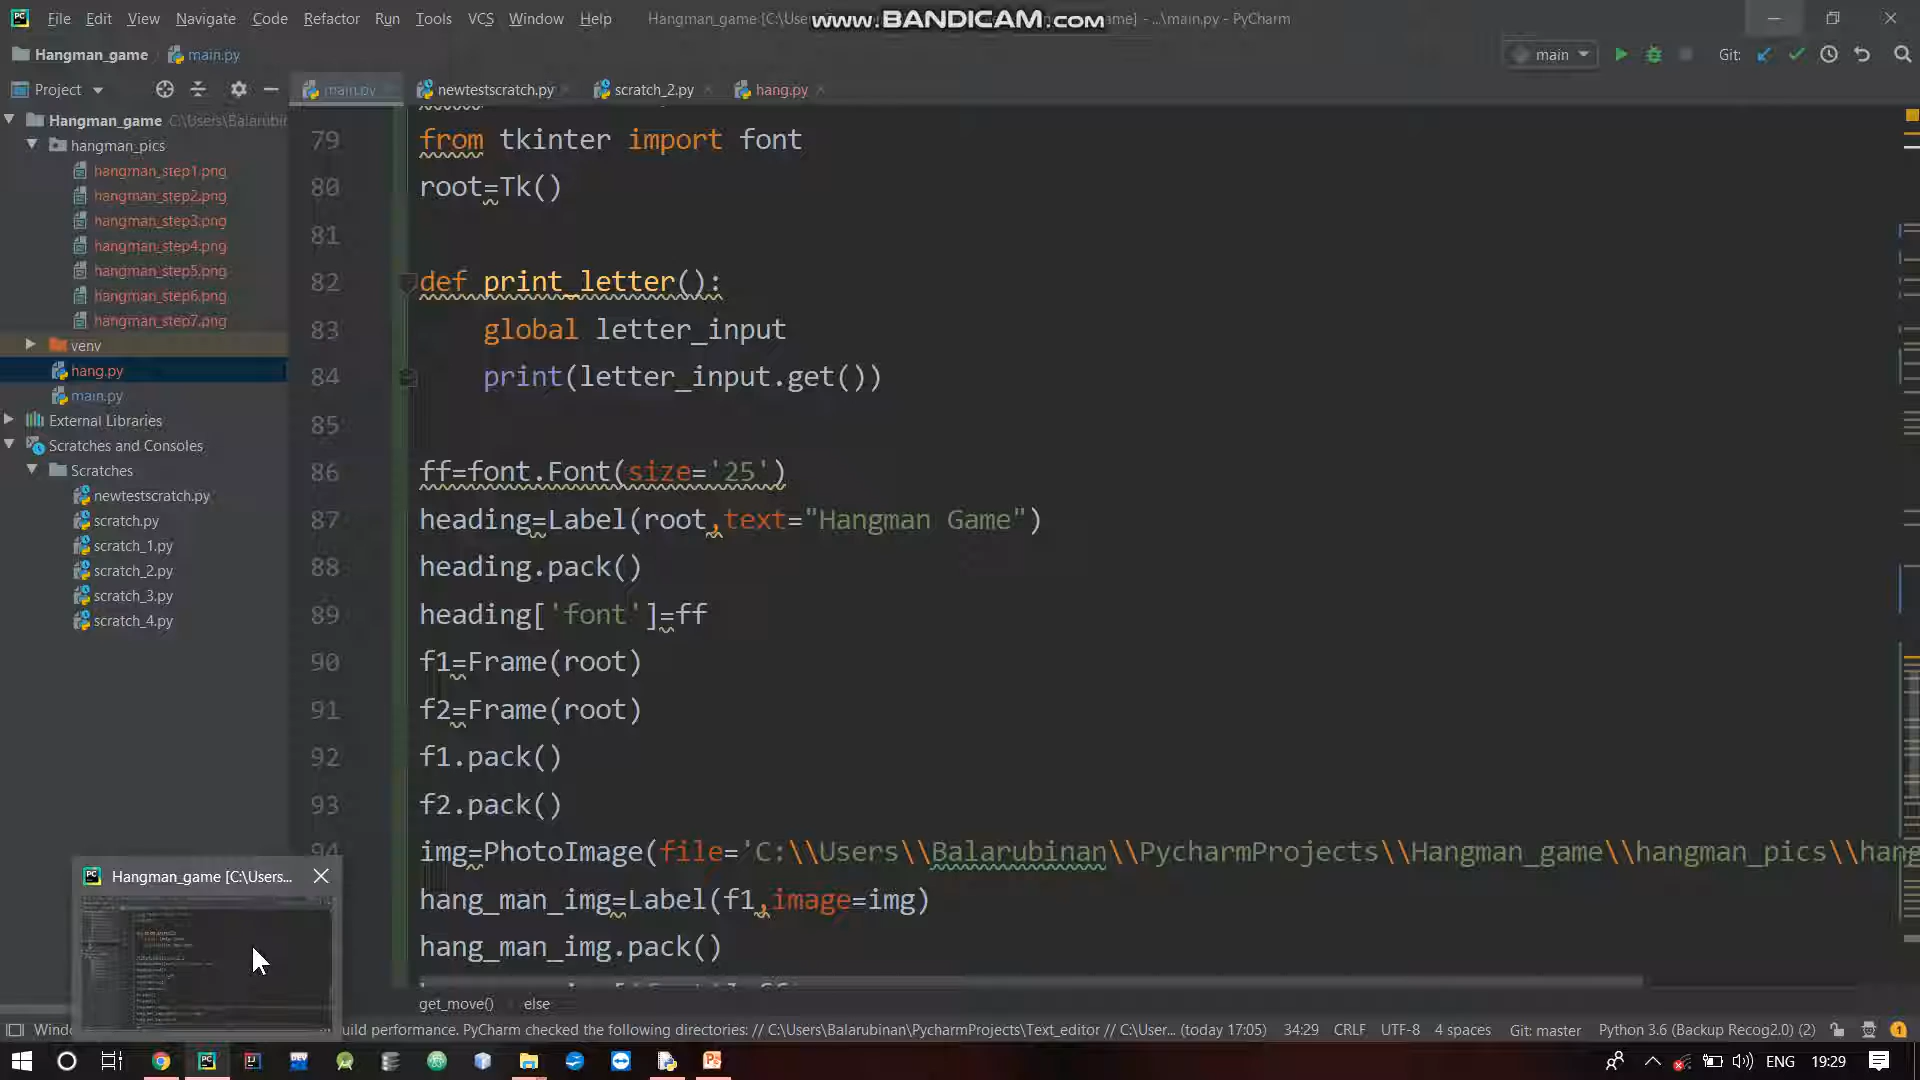 File Edit View Navigate Code Refactor Run Tools VCS Window Help Hangman_game [C:\Use ...\main.py - PyCharm
www.BANDICAM.com
Hangman_game main.py main Git:
Project main.py newtestscratch.py scratch_2.py hang.py
Hangman_game C:\Users\Balarubin
hangman_pics
hangman_step1.png
hangman_step2.png
hangman_step3.png
hangman_step4.png
hangman_step5.png
hangman_step6.png
hangman_step7.png
venv
hang.py
main.py
External Libraries
Scratches and Consoles
Scratches
newtestscratch.py
scratch.py
scratch_1.py
scratch_2.py
scratch_3.py
scratch_4.py
79 from tkinter import font
80 root=Tk()
81
82 def print_letter():
83 global letter_input
84 print(letter_input.get())
85
86 ff=font.Font(size='25')
87 heading=Label(root,text="Hangman Game")
88 heading.pack()
89 heading['font']=ff
90 f1=Frame(root)
91 f2=Frame(root)
92 f1.pack()
93 f2.pack()
94 img=PhotoImage(file='C:\\Users\\Balarubinan\\PycharmProjects\\Hangman_game\\hangman_pics\\hang
hang_man_img=Label(f1,image=img)
hang_man_img.pack()
Hangman_game [C:\Users...
get_move() else
Windo uild performance. PyCharm checked the following directories: // C:\Users\Balarubinan\PycharmProjects\Text_editor // C:\User... (today 17:05) 34:29 CRLF UTF-8 4 spaces Git: master Python 3.6 (Backup Recog2.0) (2) 1
ENG 19:29